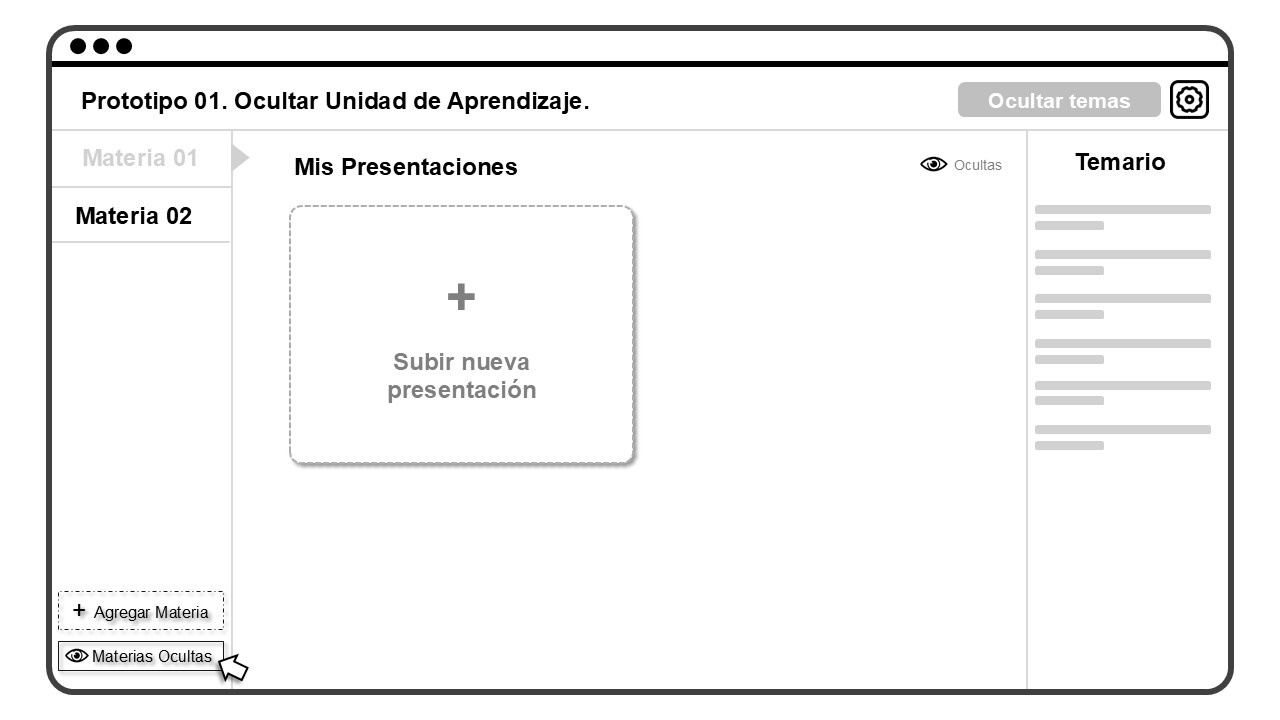 Prototipo 01. Ocultar Unidad de Aprendizaje.
Ocultar temas
Materia 01
Materia 02
Mis Presentaciones
Ocultas
Temario
+
Subir nueva
presentación
+ Agregar Materia
Materias Ocultas